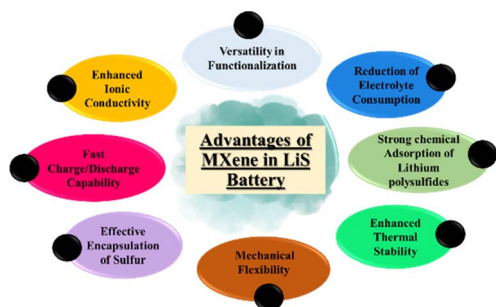 Versatility in
Functionalization
Enhanced
Ionic
Conductivity
Reduction of
Electrolyte
Consumption
Advantages of
MXene in LiS
Battery
Fast
Charge/Discharge
Capability
Strong chemical
Adsorption of
Lithium
polysulfides
Effective
Encapsulation
of Sulfur
Enhanced
Thermal
Stability
Mechanical
Flexibility